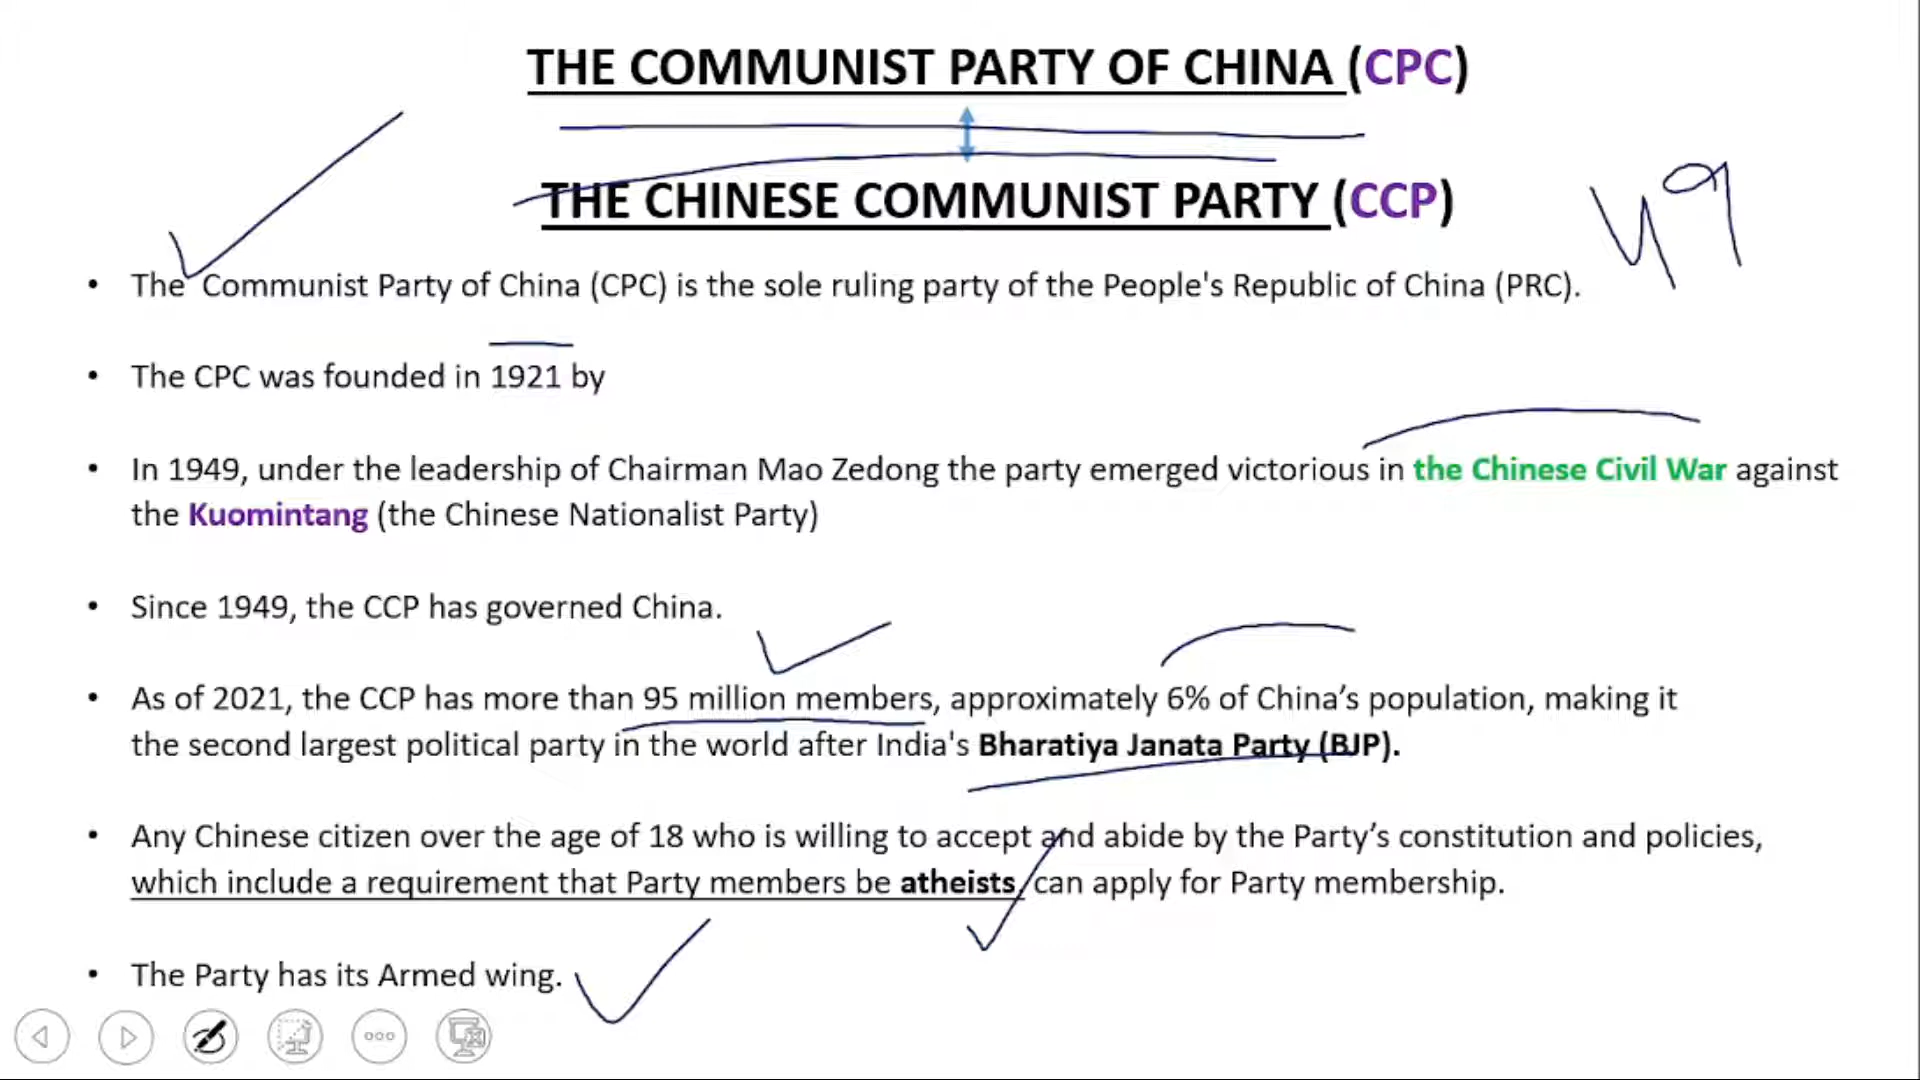 THE COMMUNIST PARTY OF CHINA (CPC)
THE CHINESE COMMUNIST PARTY (CCP)
49
• The Communist Party of China (CPC) is the sole ruling party of the People's Republic of China (PRC).
• The CPC was founded in 1921 by
• In 1949, under the leadership of Chairman Mao Zedong the party emerged victorious in the Chinese Civil War against
the Kuomintang (the Chinese Nationalist Party)
• Since 1949, the CCP has governed China.
• As of 2021, the CCP has more than 95 million members, approximately 6% of China’s population, making it
the second largest political party in the world after India's Bharatiya Janata Party (BJP).
• Any Chinese citizen over the age of 18 who is willing to accept and abide by the Party’s constitution and policies,
which include a requirement that Party members be atheists, can apply for Party membership.
• The Party has its Armed wing.